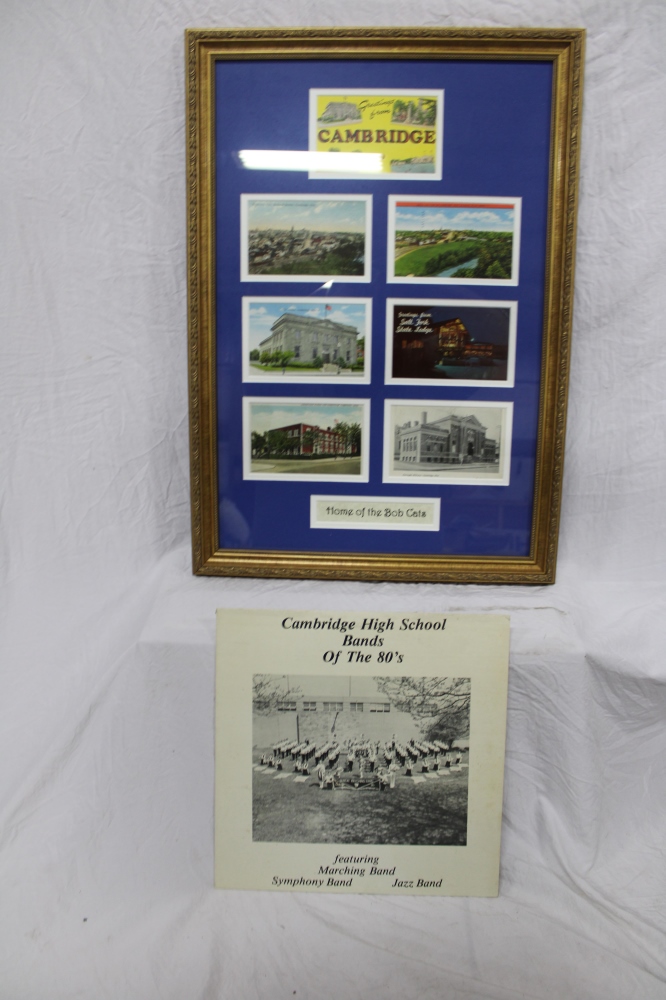 Greetings
from
CAMBRIDGE
Greetings from
Salt Fork
State Lodge
Home of the Bob Cats
Cambridge High School
Bands
Of The 80's
featuring
Marching Band
Symphony Band Jazz Band